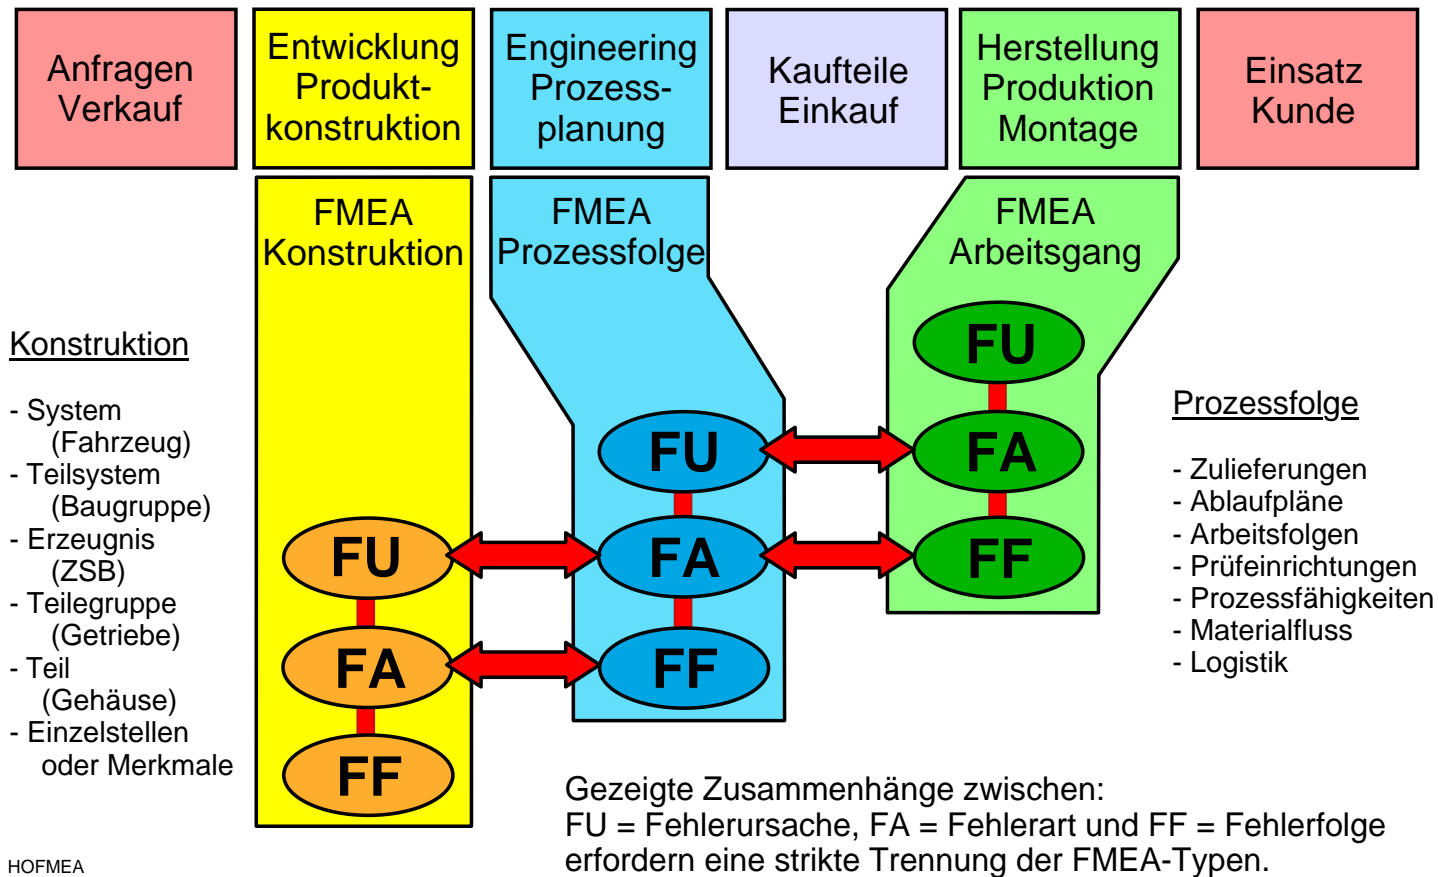 Anfragen
Verkauf
Entwicklung
Produkt-
konstruktion
Engineering
Prozess-
planung
Kaufteile
Einkauf
Herstellung
Produktion
Montage
Einsatz
Kunde
FMEA
Konstruktion
FMEA
Prozessfolge
FMEA
Arbeitsgang
Konstruktion
- System
(Fahrzeug)
- Teilsystem
(Baugruppe)
- Erzeugnis
(ZSB)
- Teilegruppe
(Getriebe)
- Teil
(Gehäuse)
- Einzelstellen
oder Merkmale
FU
FA
FF
FU
FA
FF
FU
FA
FF
Prozessfolge
- Zulieferungen
- Ablaufpläne
- Arbeitsfolgen
- Prüfeinrichtungen
- Prozessfähigkeiten
- Materialfluss
- Logistik
Gezeigte Zusammenhänge zwischen:
FU = Fehlerursache, FA = Fehlerart und FF = Fehlerfolge
erfordern eine strikte Trennung der FMEA-Typen.
HOFMEA